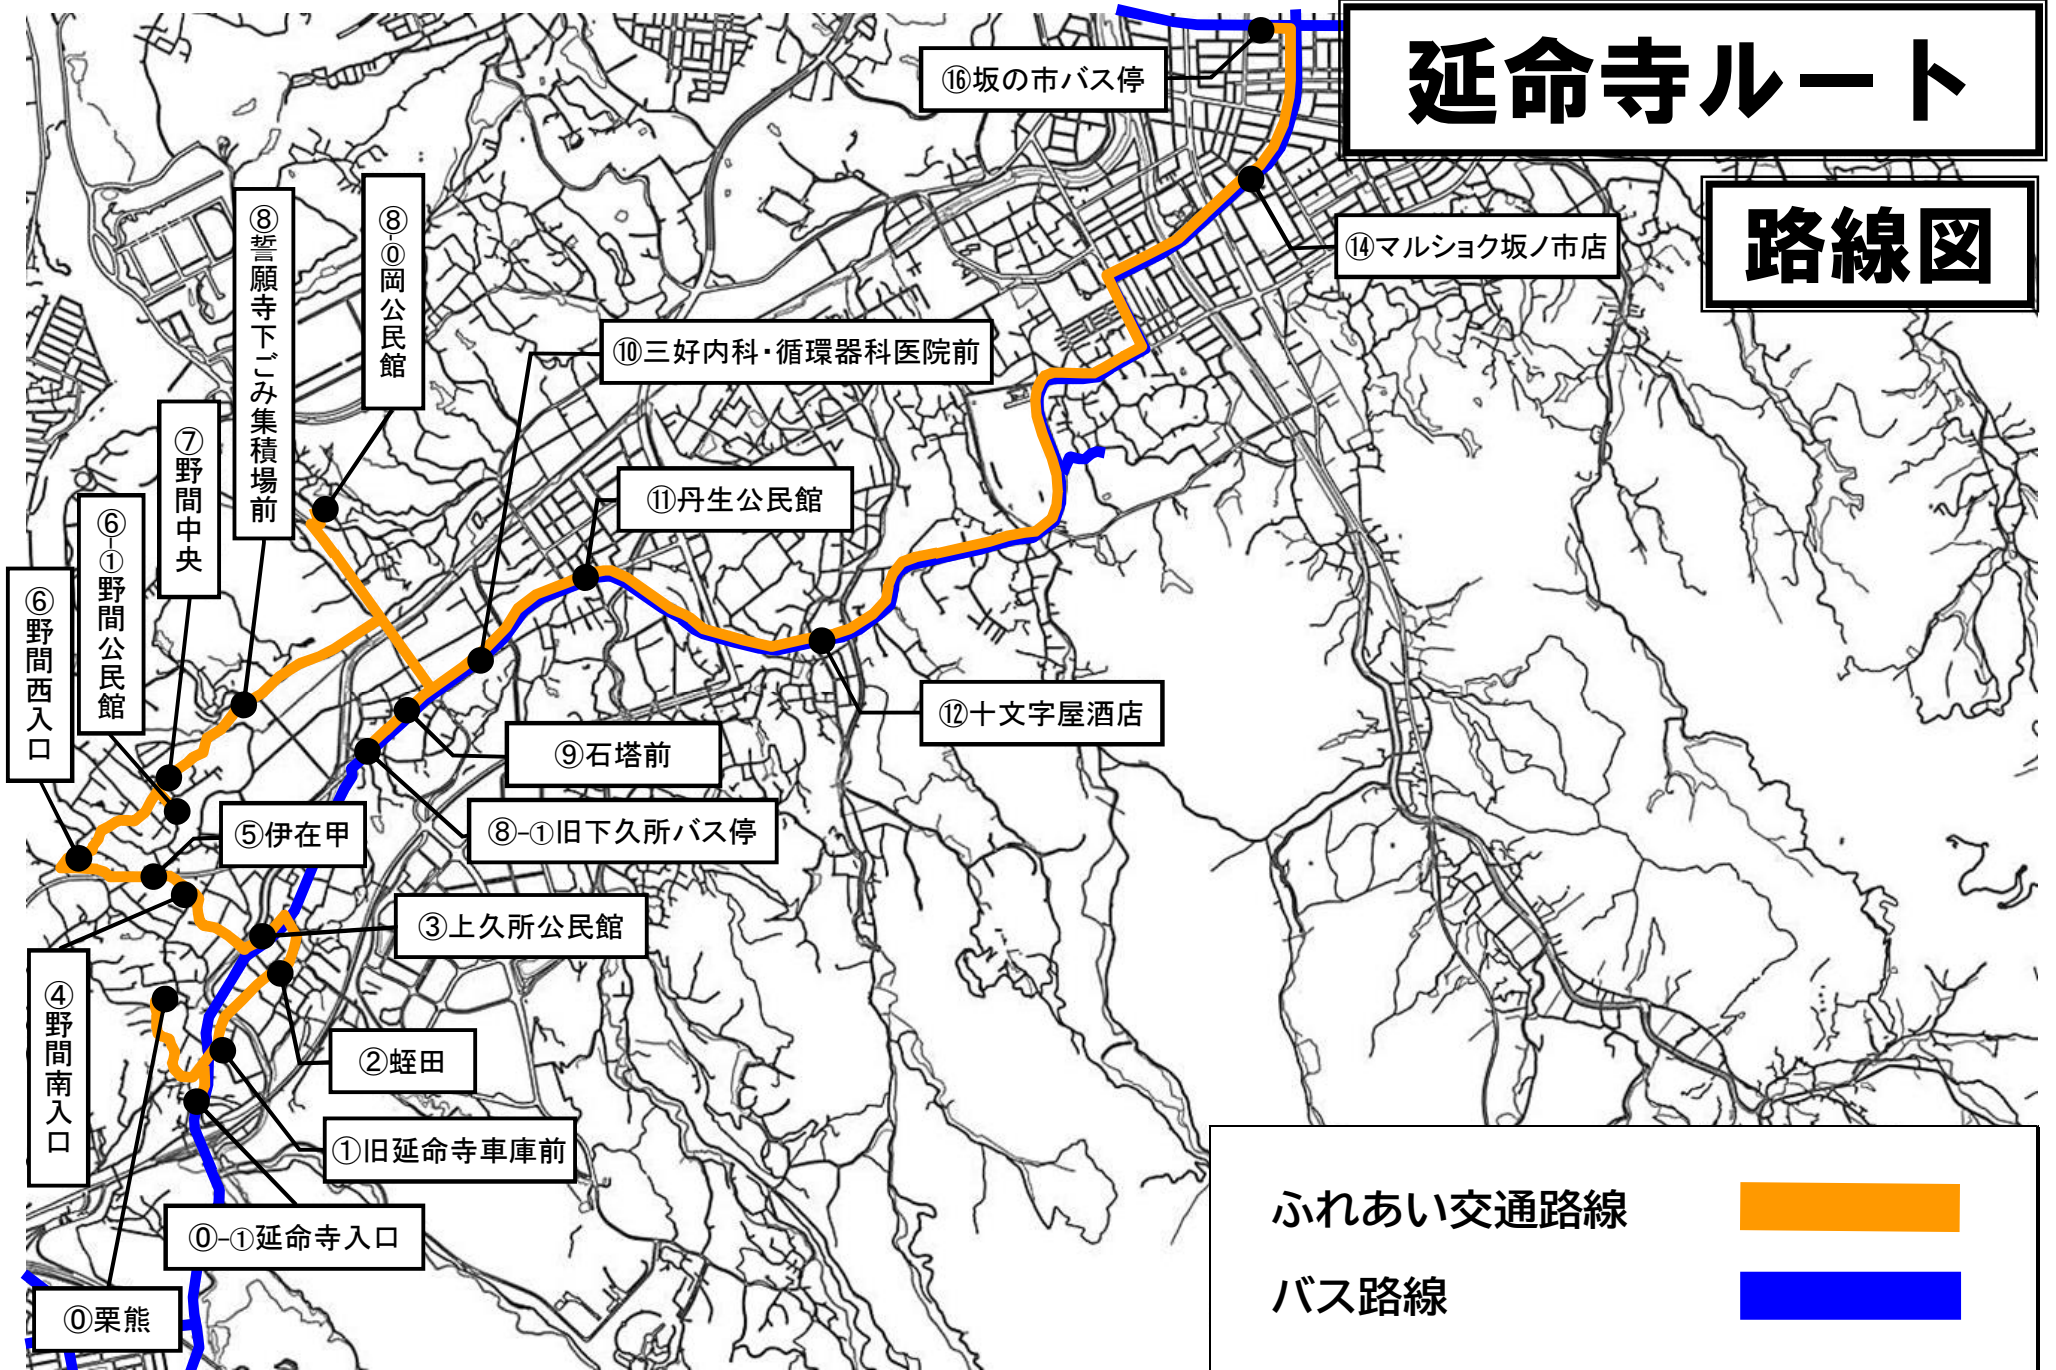 延命寺ルート
路線図
⑯坂の市バス停
⑭マルショク坂ノ市店
⑧-⓪岡公民館
⑧誓願寺下ごみ集積場前
⑩三好内科・循環器科医院前
⑦野間中央
⑪丹生公民館
⑥-①野間公民館
⑥野間西入口
⑫十文字屋酒店
⑨石塔前
⑧-①旧下久所バス停
⑤伊在甲
③上久所公民館
④野間南入口
②蛭田
①旧延命寺車庫前
⓪-①延命寺入口
⓪栗熊
ふれあい交通路線
バス路線